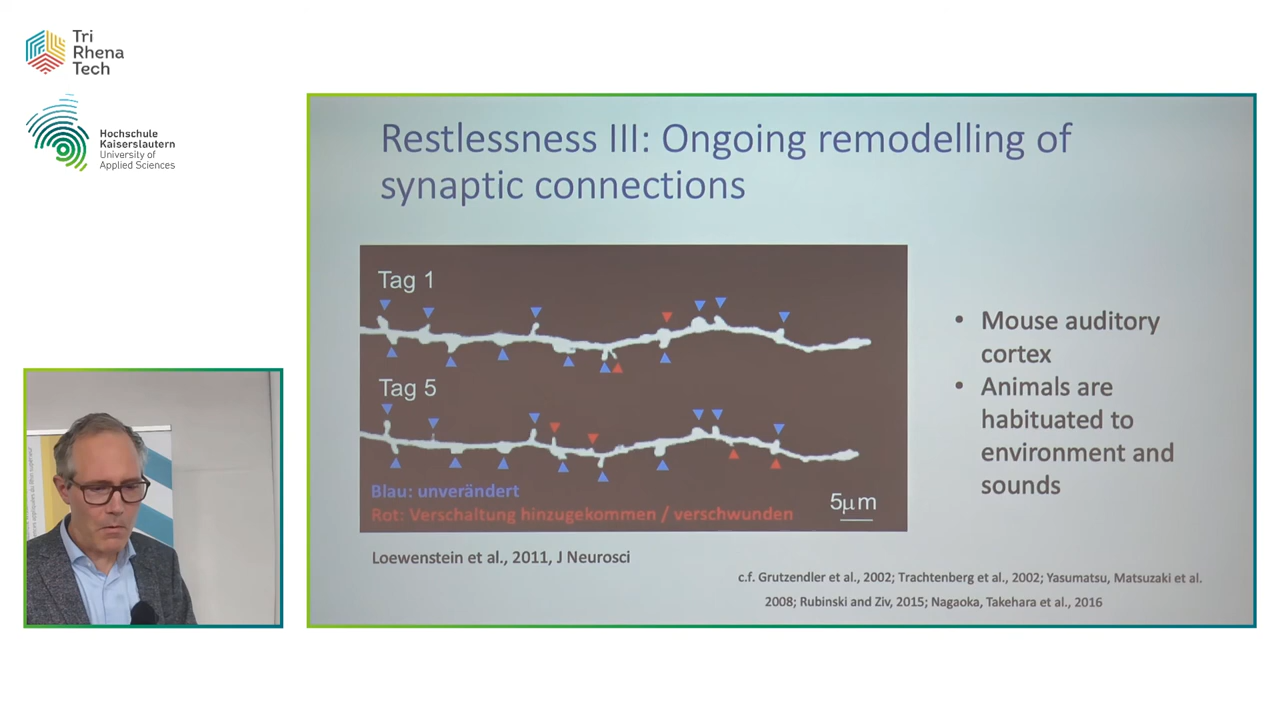 Tri
Rhena
Tech
Hochschule
Kaiserslautern
University of
Applied Sciences
Restlessness III: Ongoing remodelling of
synaptic connections
Tag 1
Tag 5
Blau: unverändert
Rot: Verschaltung hinzugekommen / verschwunden
5µm
• Mouse auditory
cortex
• Animals are
habituated to
environment and
sounds
Loewenstein et al., 2011, J Neurosci
c.f. Grutzendler et al., 2002; Trachtenberg et al., 2002; Yasumatsu, Matsuzaki et al.
2008; Rubinski and Ziv, 2015; Nagaoka, Takehara et al., 2016